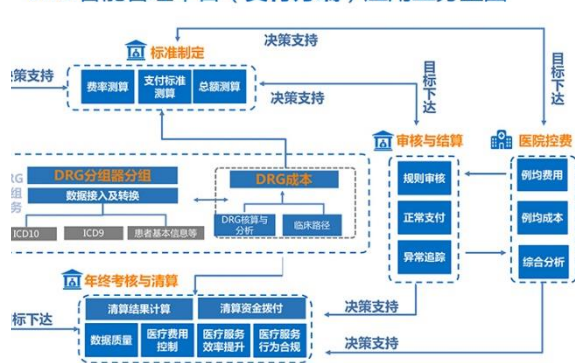 决策支持
标准制定
决策支持
费率测算
支付标准
测算
总额测算
决策支持
目标下达
目标下达
审核与结算
医院控费
DRG分组器分组
数据接入及转换
ICD10
ICD9
患者基本信息等
DRG成本
DRG核算与
分析
临床路径
规则审核
正常支付
异常追踪
例均费用
例均成本
综合分析
年终考核与清算
清算结果计算
清算资金拨付
数据质量
医疗费用
控制
医疗服务
效率提升
医疗服务
行为合规
标下达
决策支持
决策支持